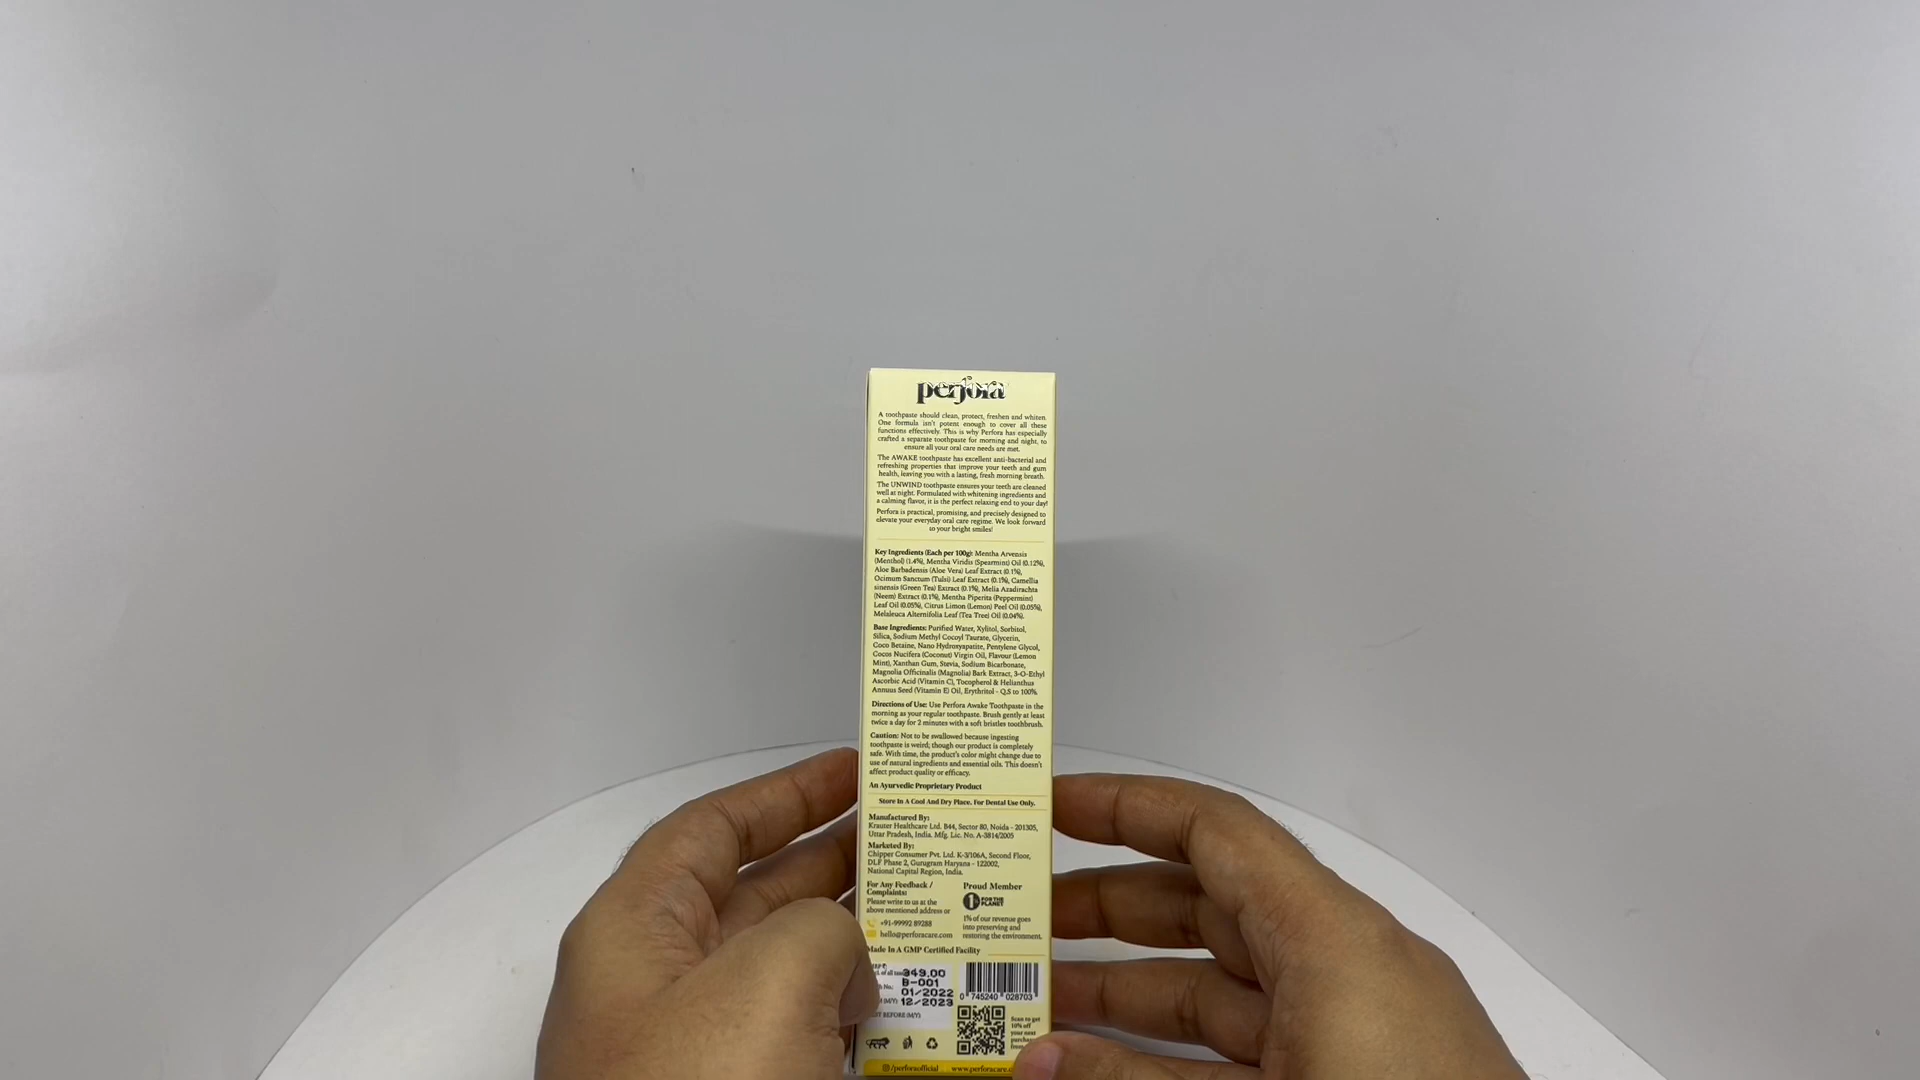 perfora
A toothpaste should clean, protect, freshen and whiten.
One formula isn't potent enough to cover all these
functions effectively. This is why Perfora has especially
crafted a separate toothpaste for morning and night, to
ensure all your oral care needs are met.
The AWAKE toothpaste has excellent anti-bacterial and
refreshing properties that improve your teeth and gum
health, leaving you with a lasting, fresh morning breath.
The UNWIND toothpaste ensures your teeth are cleaned
well at night. Formulated with whitening ingredients and
a calming flavor, it is the perfect relaxing end to your day!
Perfora is practical, promising, and precisely designed to
elevate your everyday oral care regime. We look forward
to your bright smiles!
Key Ingredients (Each per 100g): Mentha Arvensis
(Menthol) (1.4%), Mentha Viridis (Spearmint) Oil (0.12%),
Aloe Barbadensis (Aloe Vera) Leaf Extract (0.1%),
Ocimum Sanctum (Tulsi) Leaf Extract (0.1%), Camellia
sinensis (Green Tea) Extract (0.1%), Melia Azadirachta
(Neem) Extract (0.1%), Mentha Piperita (Peppermint)
Leaf Oil (0.05%), Citrus Limon (Lemon) Peel Oil (0.05%),
Melaleuca Alternifolia Leaf (Tea Tree) Oil (0.04%).
Base Ingredients: Purified Water, Xylitol, Sorbitol,
Silica, Sodium Methyl Cocoyl Taurate, Glycerin,
Coco Betaine, Nano Hydroxyapatite, Pentylene Glycol,
Cocos Nucifera (Coconut) Virgin Oil, Flavour (Lemon
Mint), Xanthan Gum, Stevia, Sodium Bicarbonate,
Magnolia Officinalis (Magnolia) Bark Extract, 3-O-Ethyl
Ascorbic Acid (Vitamin C), Tocopherol & Helianthus
Annuus Seed (Vitamin E) Oil, Erythritol - Q.S to 100%.
Directions of Use: Use Perfora Awake Toothpaste in the
morning as your regular toothpaste. Brush gently at least
twice a day for 2 minutes with a soft bristles toothbrush.
Caution: Not to be swallowed because ingesting
toothpaste is weird; though our product is completely
safe. With time, the product's color might change due to
use of natural ingredients and essential oils. This doesn't
affect product quality or efficacy.
An Ayurvedic Proprietary Product
Store In A Cool And Dry Place. For Dental Use Only.
Manufactured By:
Krauter Healthcare Ltd. B44, Sector 80, Noida - 201305,
Uttar Pradesh, India. Mfg. Lic. No. A-3814/2005
Marketed By:
Chipper Consumer Pvt. Ltd. K-3/106A, Second Floor,
DLF Phase 2, Gurugram Haryana - 122002,
National Capital Region, India.
For Any Feedback /
Complaints:
Please write to us at the
above mentioned address or
+91-99992 89288
hello@perforacare.com
Proud Member
1% FOR THE
PLANET
1% of our revenue goes
into preserving and
restoring the environment.
Made In A GMP Certified Facility
of all 349.00
No.: B-001
01/2022
(M/Y) 12/2023
BEFORE (M/Y)
0 745240 028703
Scan to get
10% off
your next
from
/perforaofficial www.perforacare.